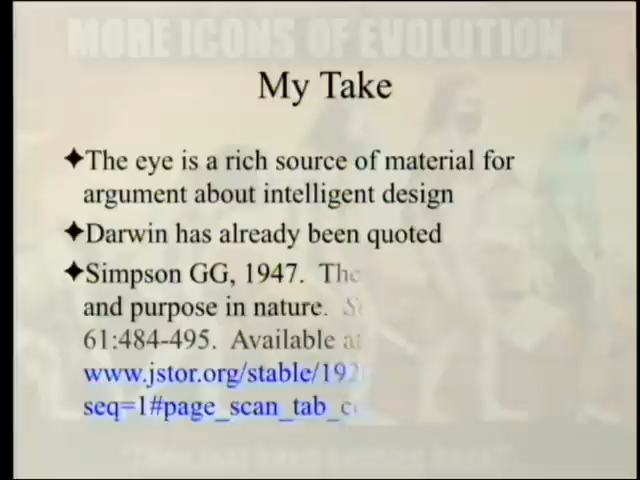 MORE ICONS OF EVOLUTION
My Take
The eye is a rich source of material for
argument about intelligent design
Darwin has already been quoted
Simpson GG, 1947. The
and purpose in nature.
61:484-495. Available at
www.jstor.org/stable/192
seq=1#page_scan_tab_c